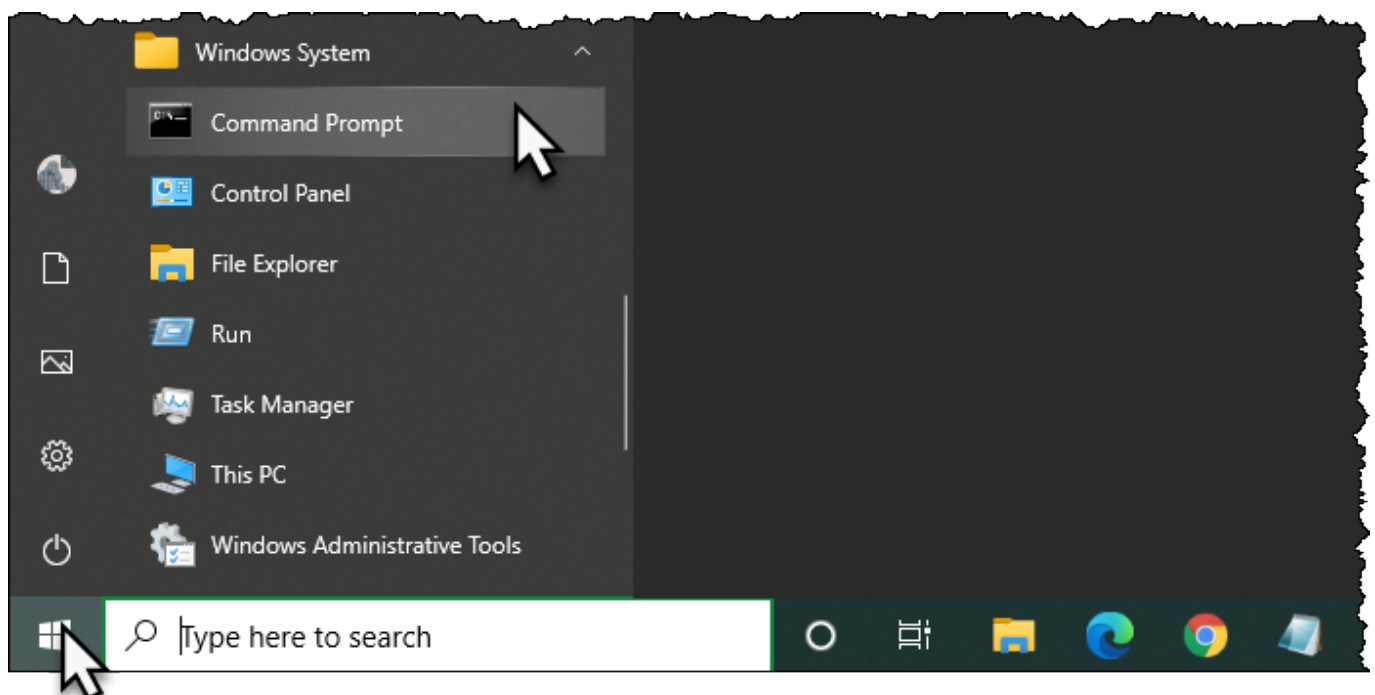 Windows System
Command Prompt
Control Panel
File Explorer
Run
Task Manager
This PC
Windows Administrative Tools
Type here to search